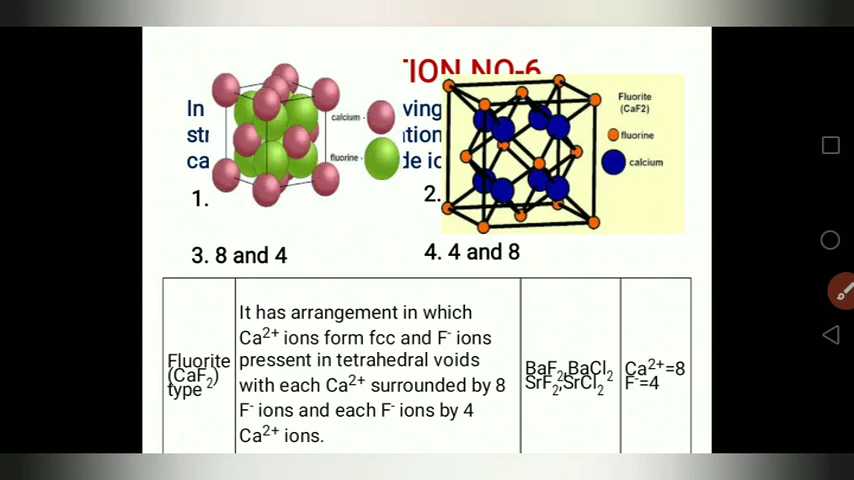 TION NO-6
In
ving
str
ation
ca
de ic
calcium -
fluorine -
Fluorite
(CaF2)
fluorine
calcium
1.
2.
3. 8 and 4
4. 4 and 8
Fluorite
(CaF2)
type
It has arrangement in which
Ca2+ ions form fcc and F- ions
pressent in tetrahedral voids
with each Ca2+ surrounded by 8
F- ions and each F- ions by 4
Ca2+ ions.
BaF2,BaCl2
SrF2,SrCl2
Ca2+=8
F-=4